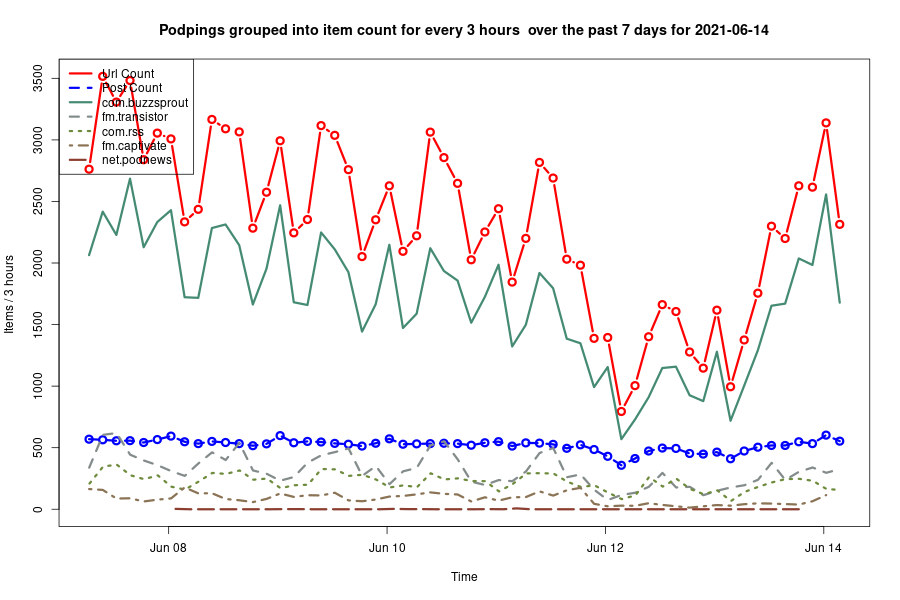 Podpings grouped into item count for every 3 hours  over the past 7 days for 2021-06-14
Url Count
Post Count
com.buzzsprout
fm.transistor
com.rss
fm.captivate
net.podnews
3500
3000
2500
2000
1500
1000
500
0
Items / 3 hours
Jun 08
Jun 10
Jun 12
Jun 14
Time